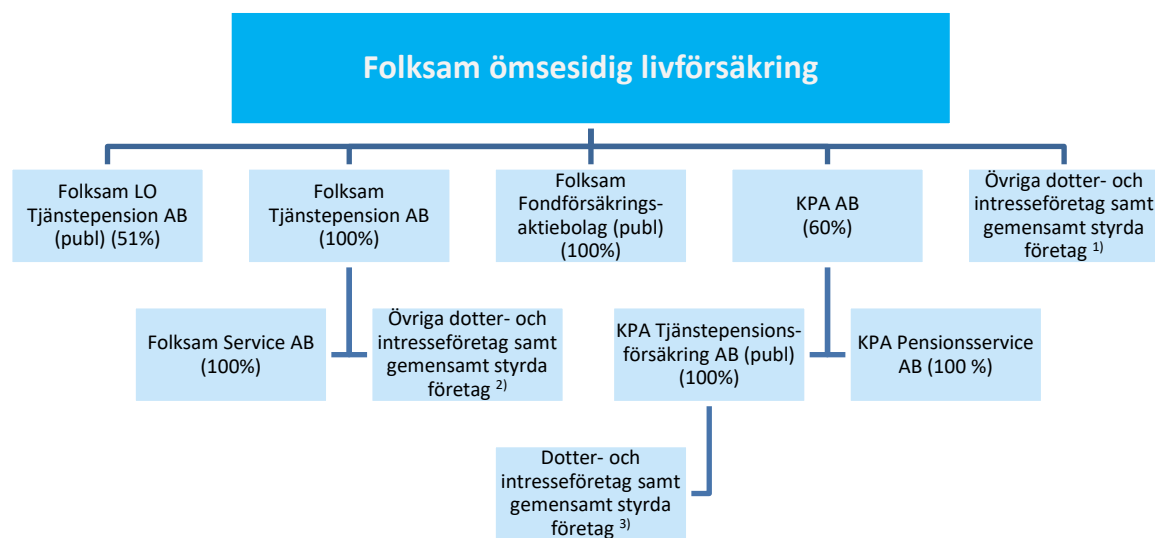 Folksam ömsesidig livförsäkring
Folksam LO
Tjänstepension AB
(publ) (51%)
Folksam
Tjänstepension AB
(100%)
Folksam
Fondförsäkrings-
aktiebolag (publ)
(100%)
KPA AB
(60%)
Övriga dotter- och
intresseföretag samt
gemensamt styrda
företag 1)
Folksam Service AB
(100%)
Övriga dotter- och
intresseföretag samt
gemensamt styrda
företag 2)
KPA Tjänstepensions-
försäkring AB (publ)
(100%)
KPA Pensionsservice
AB (100 %)
Dotter- och
intresseföretag samt
gemensamt styrda
företag 3)